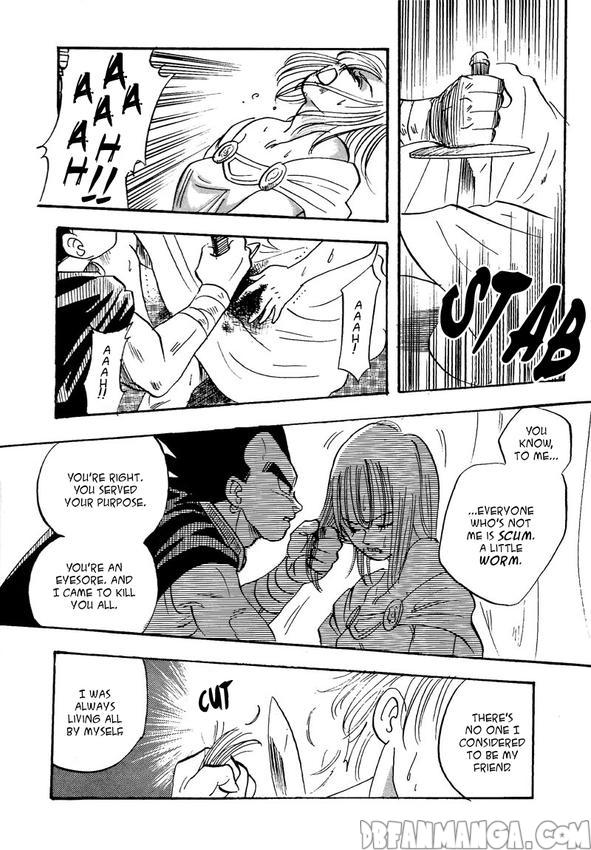 STAB
A
A
A
A
A
H
A
H!!
AAAH!
AAAH!!
YOU
KNOW,
TO ME...
...EVERYONE
WHO'S NOT
ME IS SCUM.
A LITTLE
WORM.
YOU'RE RIGHT.
YOU SERVED
YOUR PURPOSE.
YOU'RE AN
EYESORE. AND
I CAME TO KILL
YOU ALL.
THERE'S
NO ONE I
CONSIDERED
TO BE MY
FRIEND.
CUT
I WAS
ALWAYS
LIVING ALL
BY MYSELF.
DBFANMANGA.COM